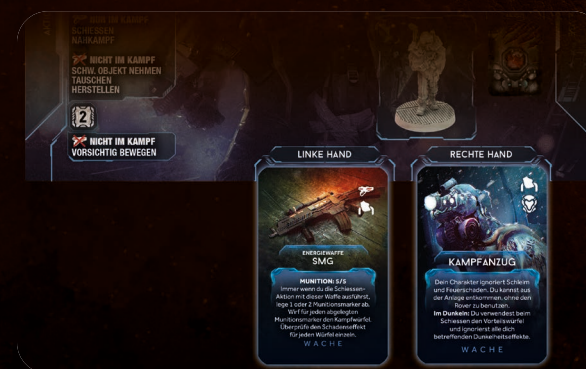 SCHIESSEN
NAHKAMPF
NICHT IM KAMPF
SCHW. OBJEKT NEHMEN
TAUSCHEN
HERSTELLEN
2
NICHT IM KAMPF
VORSICHTIG BEWEGEN
LINKE HAND
ENERGIEWAFFE
SMG
MUNITION: 5/5
Immer wenn du die Schiessen-
Aktion mit dieser Waffe ausführst,
lege 1 oder 2 Munitionsmarker ab.
Wirf für jeden abgelegten
Munitionsmarker den Kampfwürfel.
Überprüfe den Schadenseffekt
für jeden Würfel einzeln.
WACHE
RECHTE HAND
KAMPFANZUG
Dein Charakter ignoriert Schleim
und Feuerschaden. Du kannst aus
der Anlage entkommen, ohne den
Rover zu benutzen.
Im Dunkeln: Du verwendest beim
Schiessen den Vorteilswürfel
und ignorierst alle dich
betreffenden Dunkelheitseffekte.
WACHE